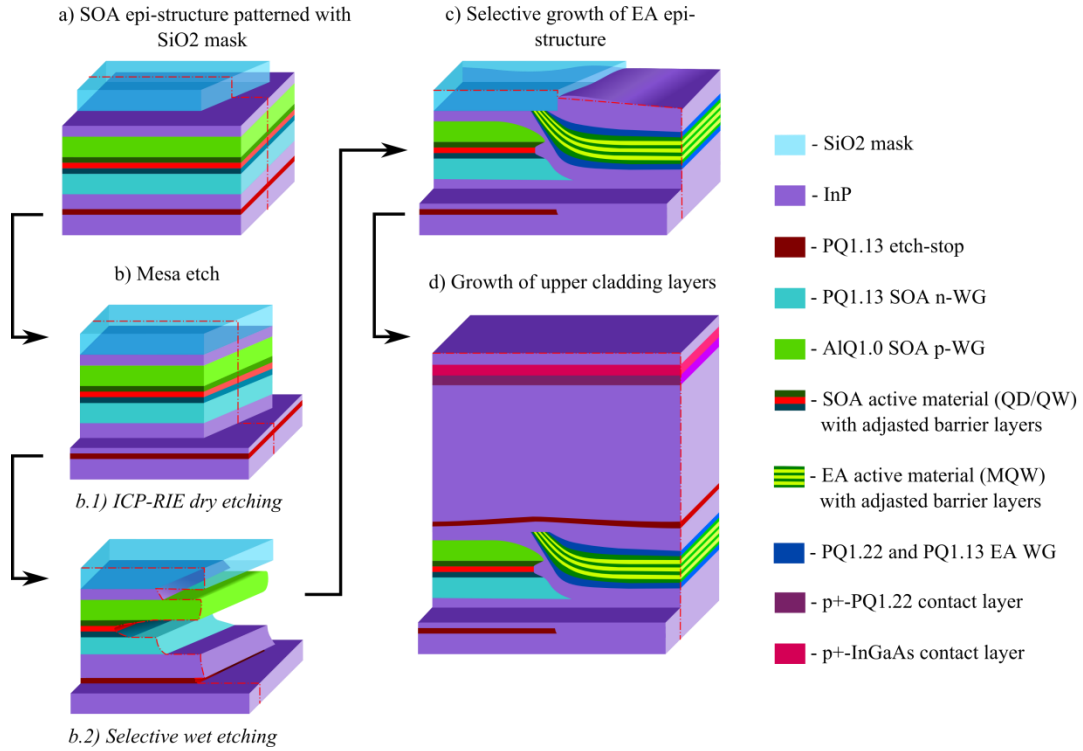 a) SOA epi-structure patterned with
SiO2 mask
b) Mesa etch
b.1) ICP-RIE dry etching
b.2) Selective wet etching
c) Selective growth of EA epi-
structure
d) Growth of upper cladding layers
- SiO2 mask
- InP
- PQ1.13 etch-stop
- PQ1.13 SOA n-WG
- AlQ1.0 SOA p-WG
- SOA active material (QD/QW)
with adjasted barrier layers
- EA active material (MQW)
with adjasted barrier layers
- PQ1.22 and PQ1.13 EA WG
- p+-PQ1.22 contact layer
- p+-InGaAs contact layer